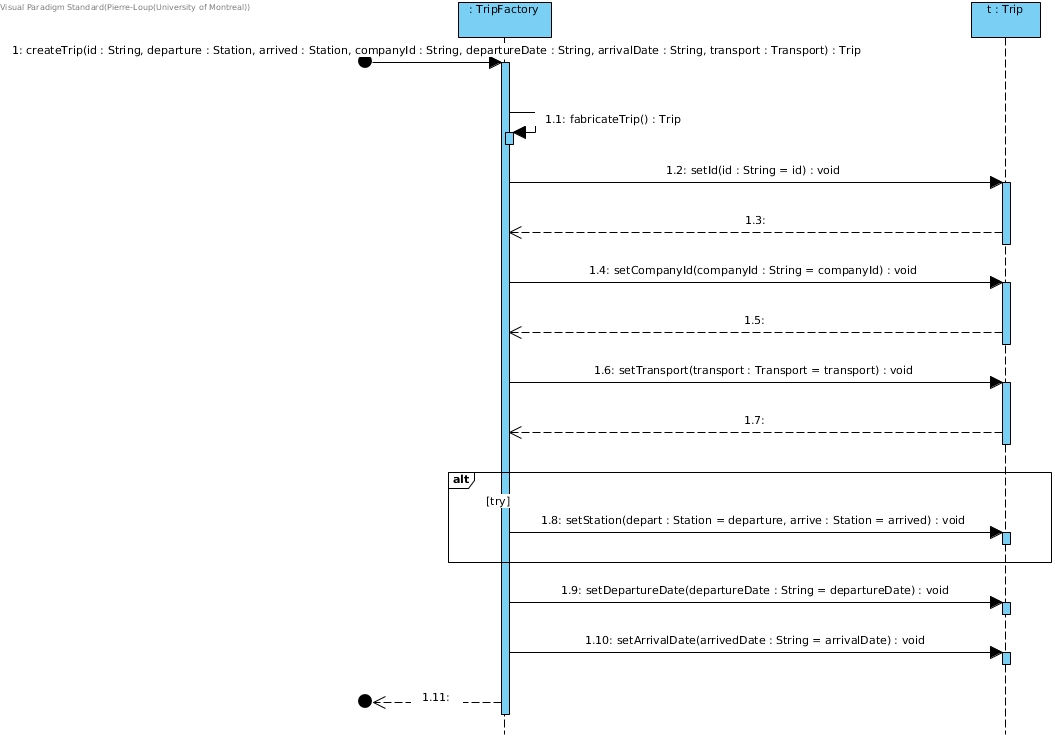 Visual Paradigm Standard(Pierre-Loup(University of Montreal))
: TripFactory
t : Trip
1: createTrip(id : String, departure : Station, arrived : Station, companyId : String, departureDate : String, arrivalDate : String, transport : Transport) : Trip
1.1: fabricateTrip() : Trip
1.2: setId(id : String = id) : void
1.3:
1.4: setCompanyId(companyId : String = companyId) : void
1.5:
1.6: setTransport(transport : Transport = transport) : void
1.7:
alt
[try]
1.8: setStation(depart : Station = departure, arrive : Station = arrived) : void
1.9: setDepartureDate(departureDate : String = departureDate) : void
1.10: setArrivalDate(arrivedDate : String = arrivalDate) : void
1.11: